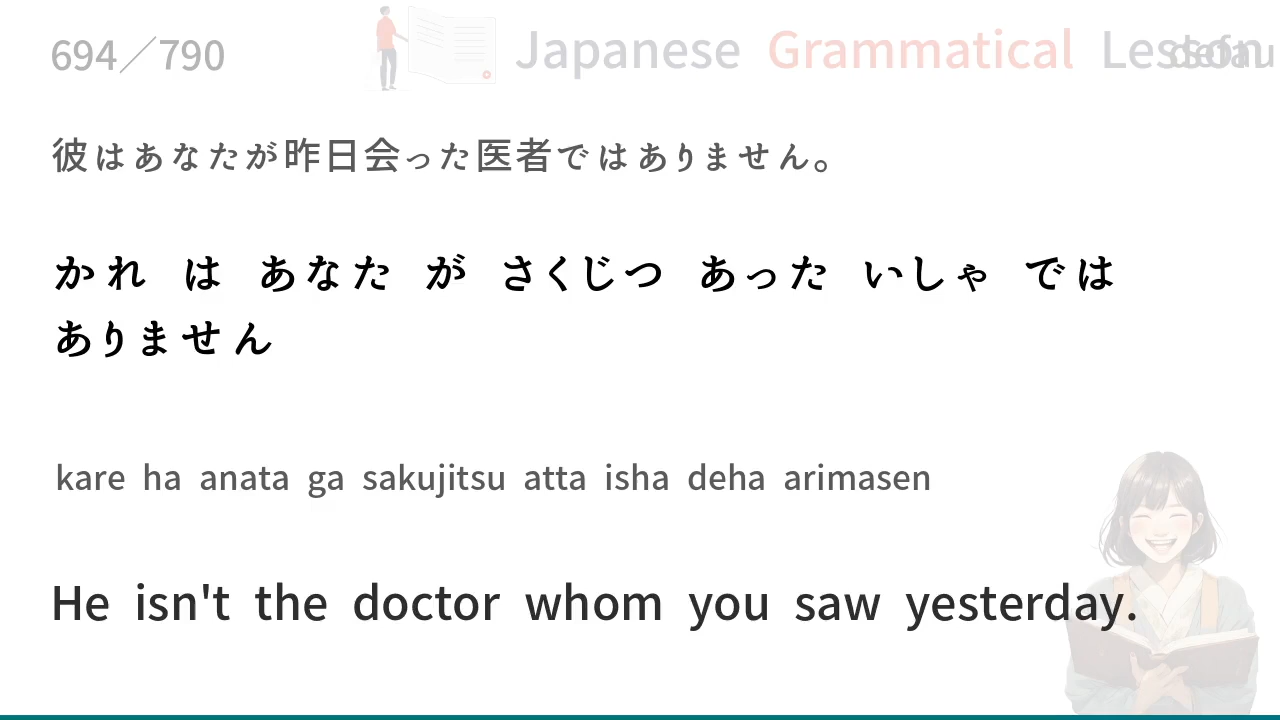 694／790
Japanese Grammatical Lesson
彼はあなたが昨日会った医者ではありません。
かれ は あなた が さくじつ あった いしゃ では
ありません
kare ha anata ga sakujitsu atta isha deha arimasen
He isn't the doctor whom you saw yesterday.